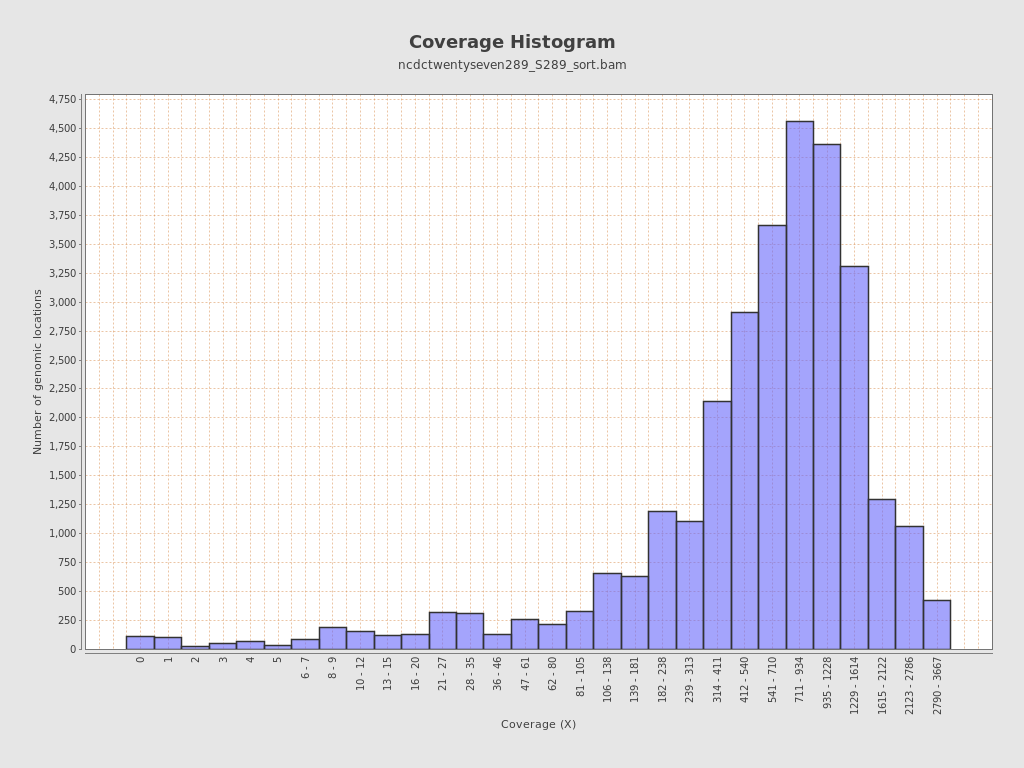 Coverage Histogram
ncdctwentyseven289_S289_sort.bam
Number of genomic locations
4,750
4,500
4,250
4,000
3,750
3,500
3,250
3,000
2,750
2,500
2,250
2,000
1,750
1,500
1,250
1,000
750
500
250
0
0
1
2
3
4
5
6 - 7
8 - 9
10 - 12
13 - 15
16 - 20
21 - 27
28 - 35
36 - 46
47 - 61
62 - 80
81 - 105
106 - 138
139 - 181
182 - 238
239 - 313
314 - 411
412 - 540
541 - 710
711 - 934
935 - 1228
1229 - 1614
1615 - 2122
2123 - 2786
2790 - 3667
Coverage (X)